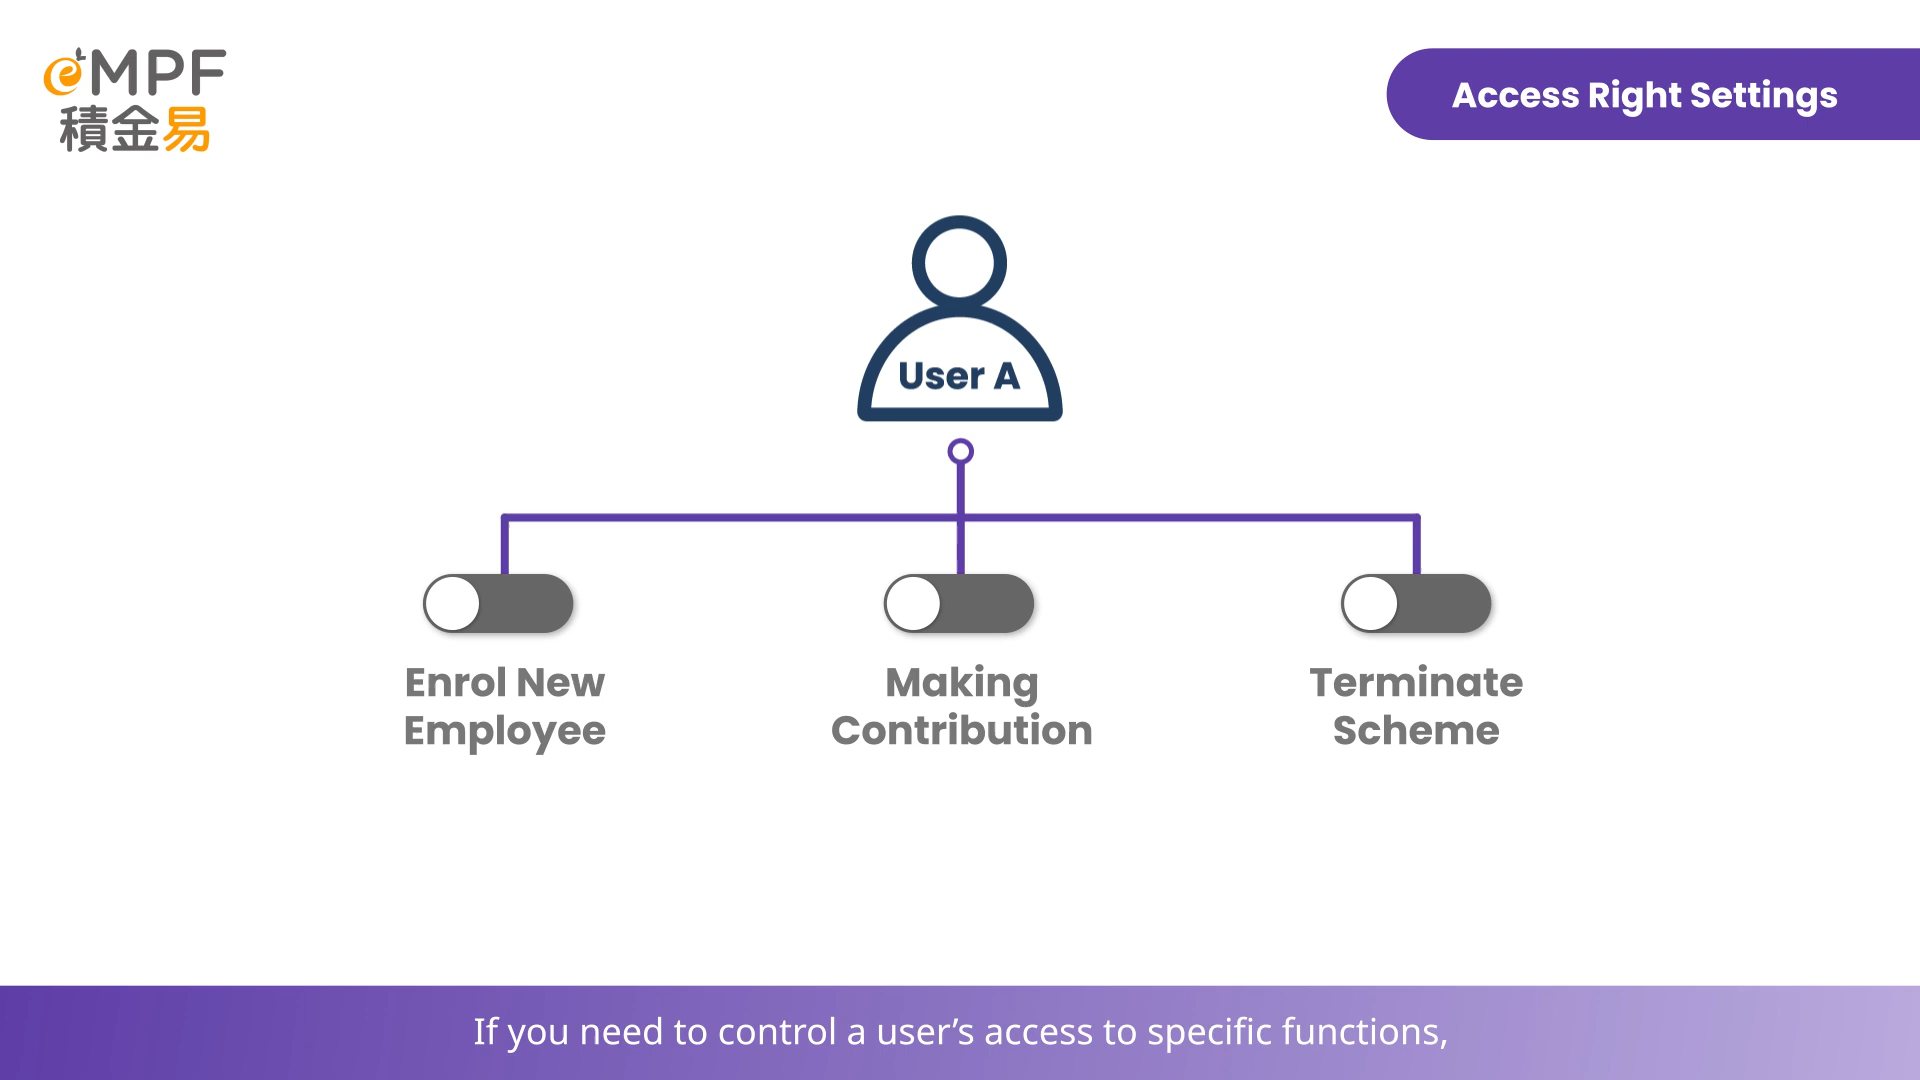 eMPF
積金易
Access Right Settings
User A
Enrol New
Employee
Making
Contribution
Terminate
Scheme
If you need to control a user’s access to specific functions,